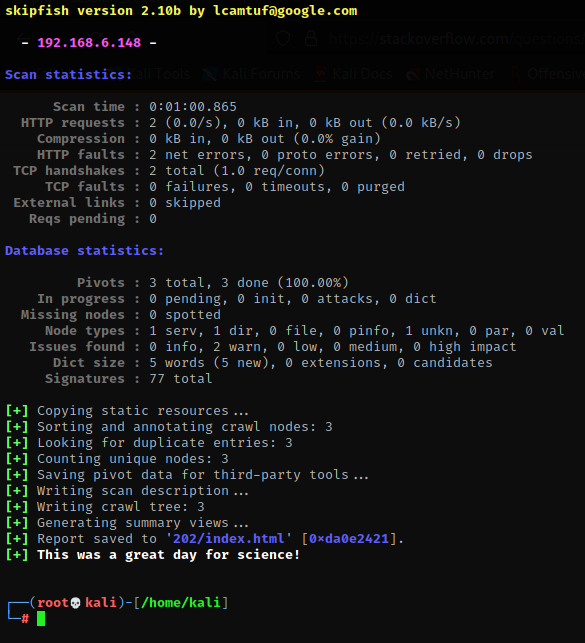 skipfish version 2.10b by lcamtuf@google.com
- 192.168.6.148 -
https://stackoverflow.com/questions
Scan statistics:
Kali Tools Kali Forums Kali Docs NetHunter Offensiv
Scan time : 0:01:00.865
HTTP requests : 2 (0.0/s), 0 kB in, 0 kB out (0.0 kB/s)
Compression : 0 kB in, 0 kB out (0.0% gain)
HTTP faults : 2 net errors, 0 proto errors, 0 retried, 0 drops
TCP handshakes : 2 total (1.0 req/conn)
TCP faults : 0 failures, 0 timeouts, 0 purged
External links : 0 skipped
Reqs pending : 0
Database statistics:
Pivots : 3 total, 3 done (100.00%)
In progress : 0 pending, 0 init, 0 attacks, 0 dict
Missing nodes : 0 spotted
Node types : 1 serv, 1 dir, 0 file, 0 pinfo, 1 unkn, 0 par, 0 val
Issues found : 0 info, 2 warn, 0 low, 0 medium, 0 high impact
Dict size : 5 words (5 new), 0 extensions, 0 candidates
Signatures : 77 total
[+] Copying static resources...
[+] Sorting and annotating crawl nodes: 3
[+] Looking for duplicate entries: 3
[+] Counting unique nodes: 3
[+] Saving pivot data for third-party tools...
[+] Writing scan description...
[+] Writing crawl tree: 3
[+] Generating summary views...
[+] Report saved to '202/index.html' [0×da0e2421].
[+] This was a great day for science!
┌──(root💀kali)-[/home/kali]
└─#